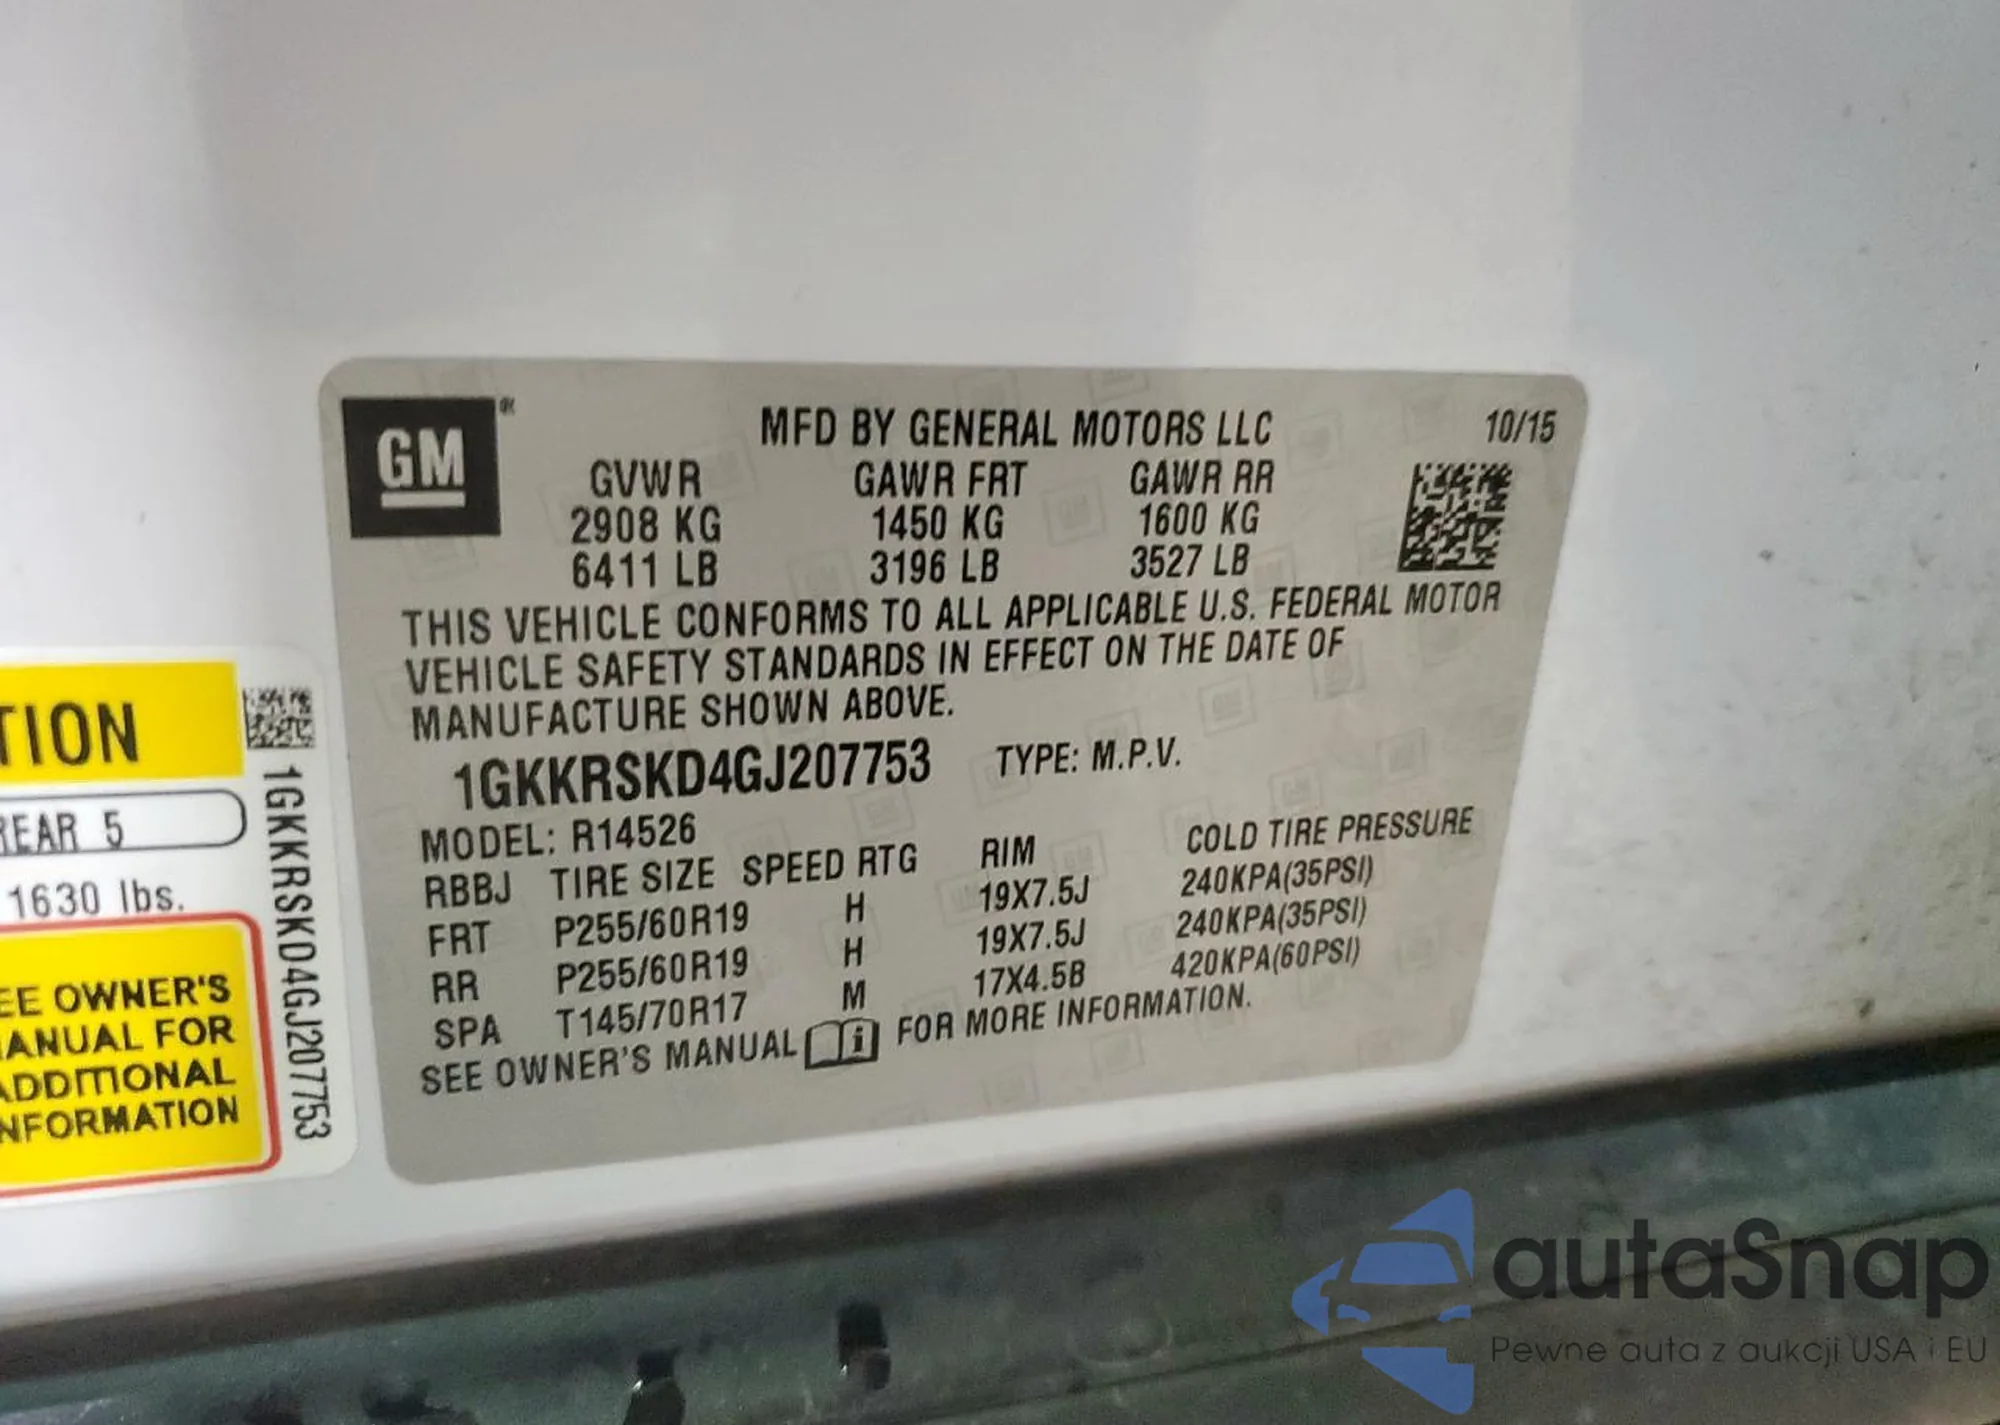 GM
MFD BY GENERAL MOTORS LLC 10/15
GVWR GAWR FRT GAWR RR
2908 KG 1450 KG 1600 KG
6411 LB 3196 LB 3527 LB
THIS VEHICLE CONFORMS TO ALL APPLICABLE U.S. FEDERAL MOTOR
VEHICLE SAFETY STANDARDS IN EFFECT ON THE DATE OF
MANUFACTURE SHOWN ABOVE.
1GKKRSKD4GJ207753 TYPE: M.P.V.
MODEL: R14526
RBBJ TIRE SIZE SPEED RTG RIM COLD TIRE PRESSURE
FRT P255/60R19 H 19X7.5J 240KPA(35PSI)
RR P255/60R19 H 19X7.5J 240KPA(35PSI)
SPA T145/70R17 M 17X4.5B 420KPA(60PSI)
SEE OWNER'S MANUAL i FOR MORE INFORMATION.
TION
REAR 5
1630 lbs.
EE OWNER'S
ANUAL FOR
ADDITIONAL
NFORMATION
1GKKRSKD4GJ207753
autaSnap
Pewne auta z aukcji USA i EU